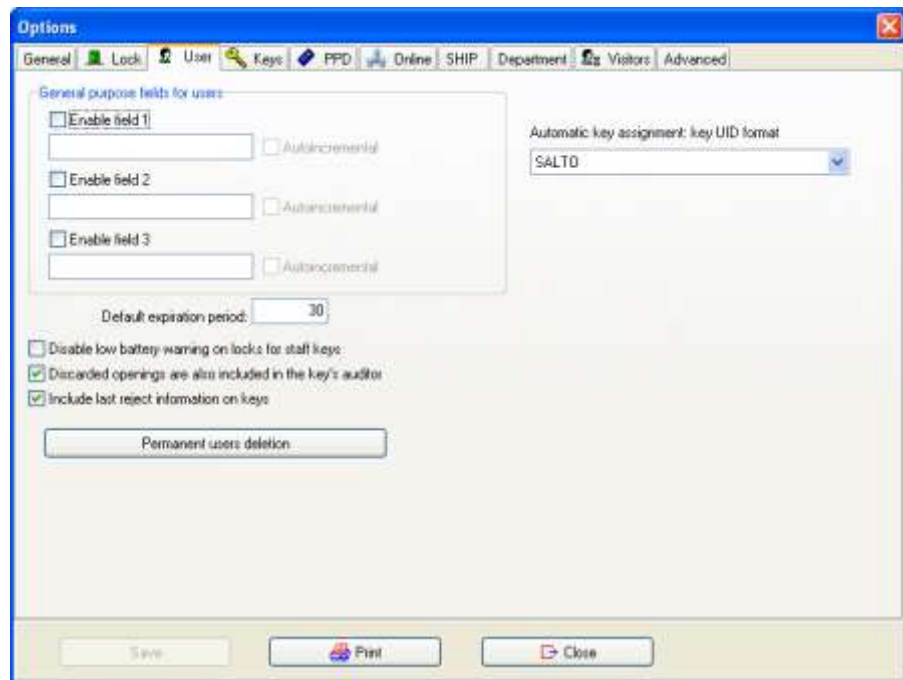 Options
General Lock User Keys PPD Online SHIP Department Visitors Advanced
General purpose fields for users
Enable field 1
Autoincremental
Enable field 2
Autoincremental
Enable field 3
Autoincremental
Automatic key assignment: key UID format
SALTO
Default expiration period: 30
Disable low battery warning on locks for staff keys
Discarded openings are also included in the key's auditor
Include last reject information on keys
Permanent users deletion
Save Print Close